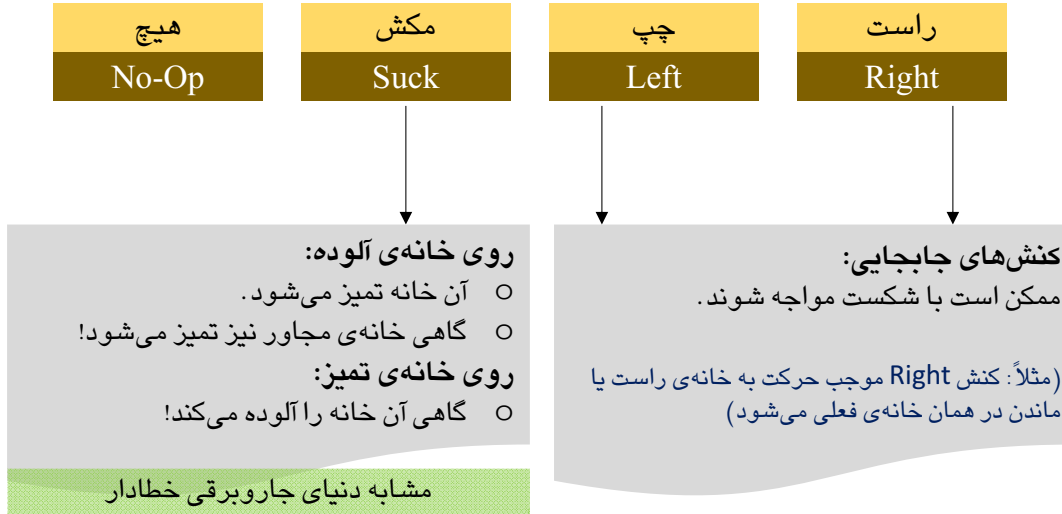 راست
Right
چپ
Left
مکش
Suck
هیچ
No-Op
کنش‌های جابجایی:
ممکن است با شکست مواجه شوند.
(مثلاً: کنش Right موجب حرکت به خانه‌ی راست یا
ماندن در همان خانه‌ی فعلی می‌شود)
روی خانه‌ی آلوده:
○ آن خانه تمیز می‌شود.
○ گاهی خانه‌ی مجاور نیز تمیز می‌شود!
روی خانه‌ی تمیز:
○ گاهی آن خانه را آلوده می‌کند!
مشابه دنیای جاروبرقی خطادار